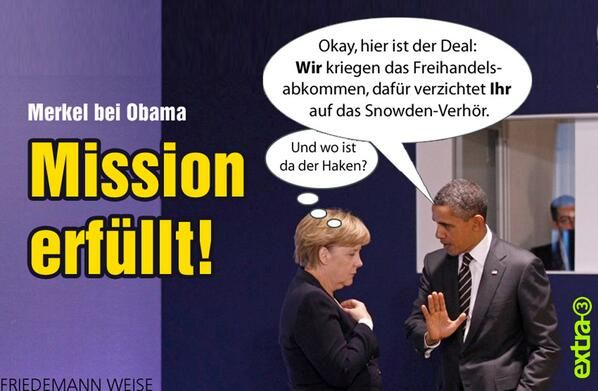 Merkel bei Obama
Mission
erfüllt!
Okay, hier ist der Deal:
Wir kriegen das Freihandels-
abkommen, dafür verzichtet Ihr
auf das Snowden-Verhör.
Und wo ist
da der Haken?
FRIEDEMANN WEISE
extra 3